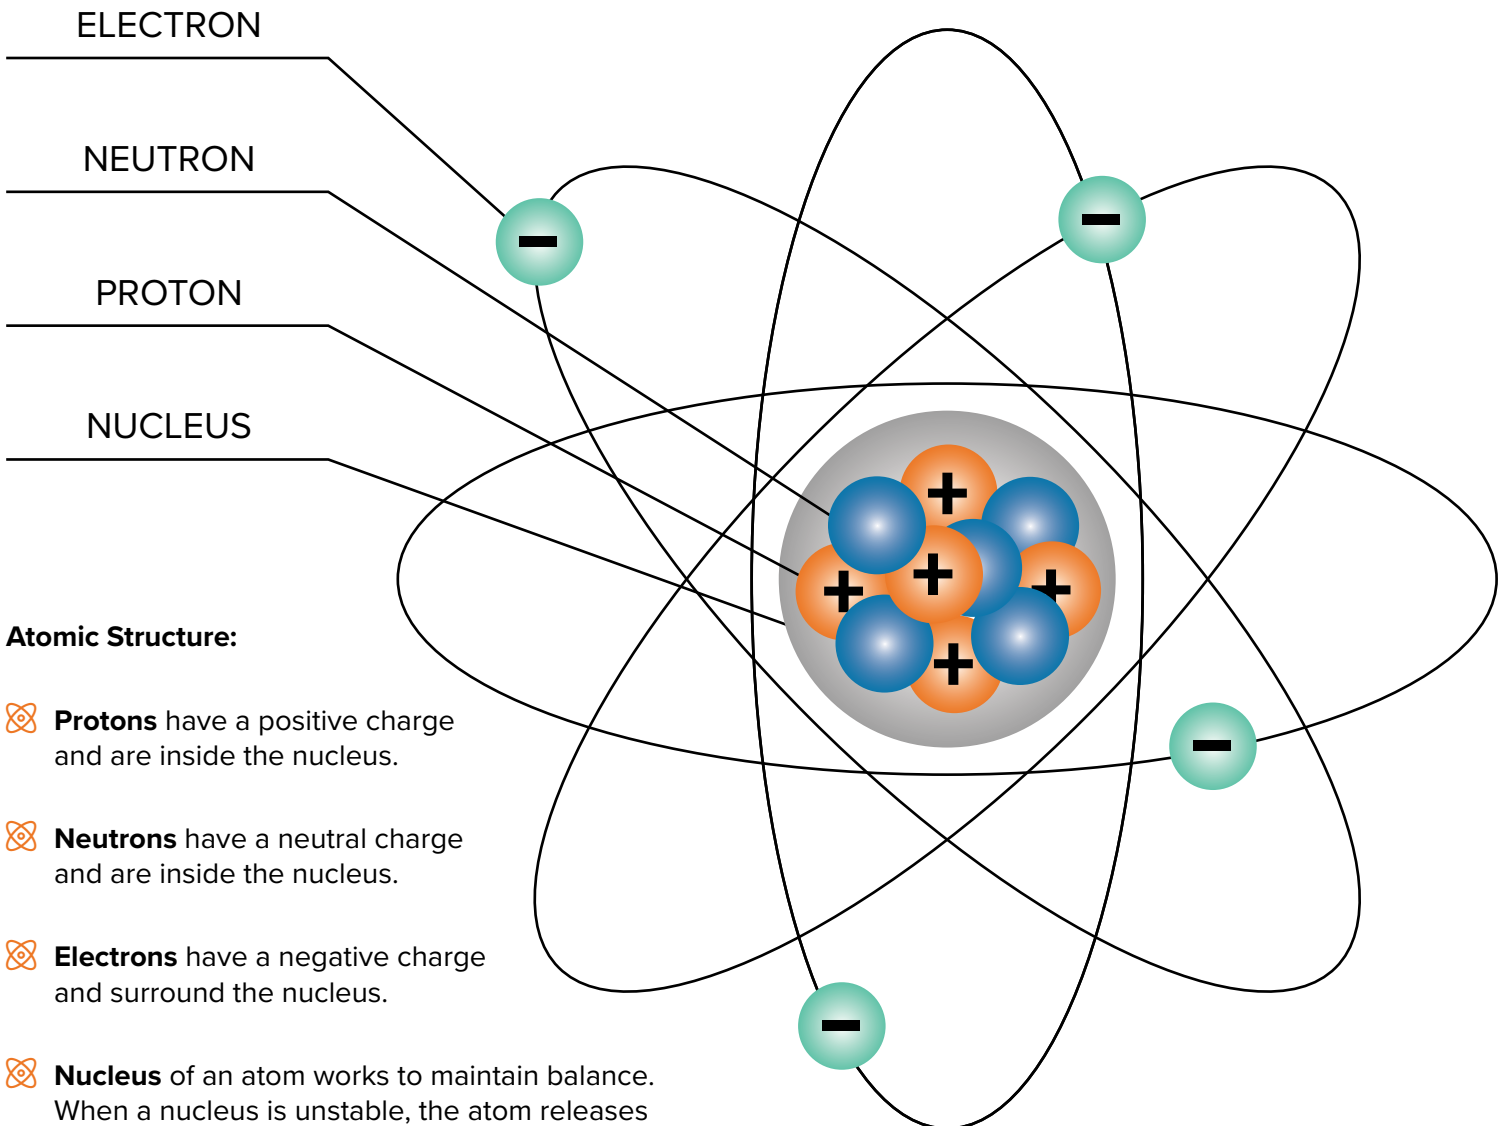 ELECTRON
NEUTRON
PROTON
NUCLEUS
Atomic Structure:
Protons have a positive charge
and are inside the nucleus.
Neutrons have a neutral charge
and are inside the nucleus.
Electrons have a negative charge
and surround the nucleus.
Nucleus of an atom works to maintain balance.
When a nucleus is unstable, the atom releases